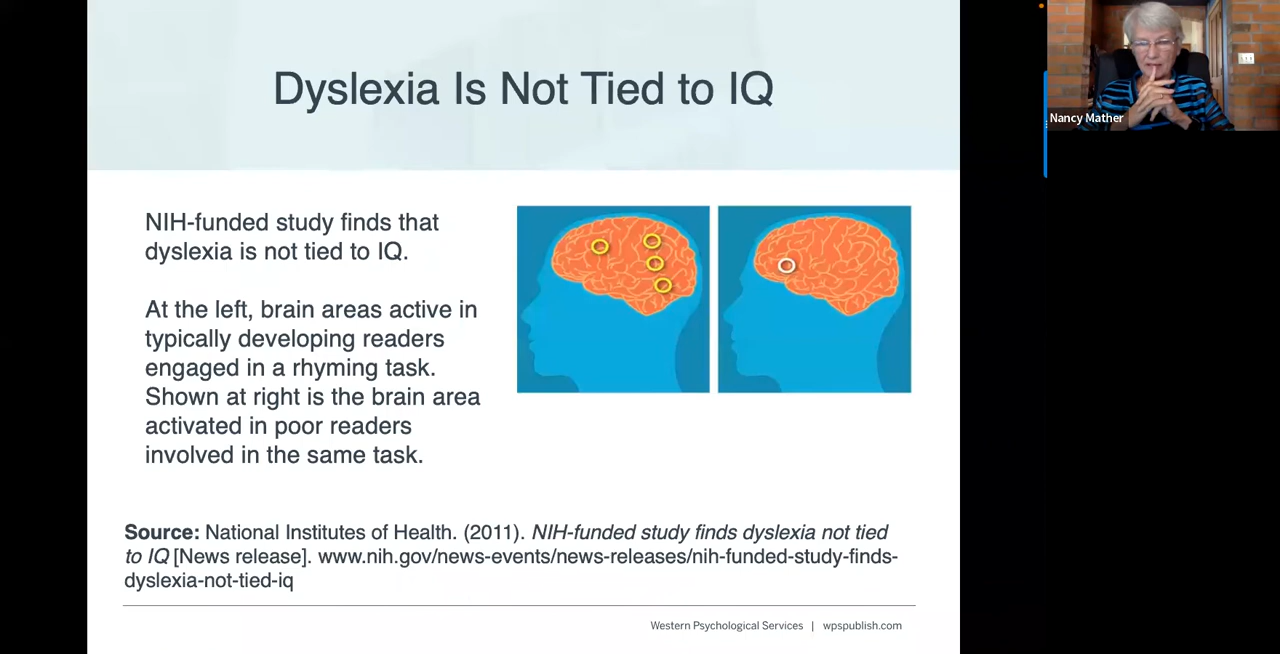 Dyslexia Is Not Tied to IQ
Nancy Mather
NIH-funded study finds that
dyslexia is not tied to IQ.
At the left, brain areas active in
typically developing readers
engaged in a rhyming task.
Shown at right is the brain area
activated in poor readers
involved in the same task.
Source: National Institutes of Health. (2011). NIH-funded study finds dyslexia not tied
to IQ [News release]. www.nih.gov/news-events/news-releases/nih-funded-study-finds-
dyslexia-not-tied-iq
Western Psychological Services | wpspublish.com